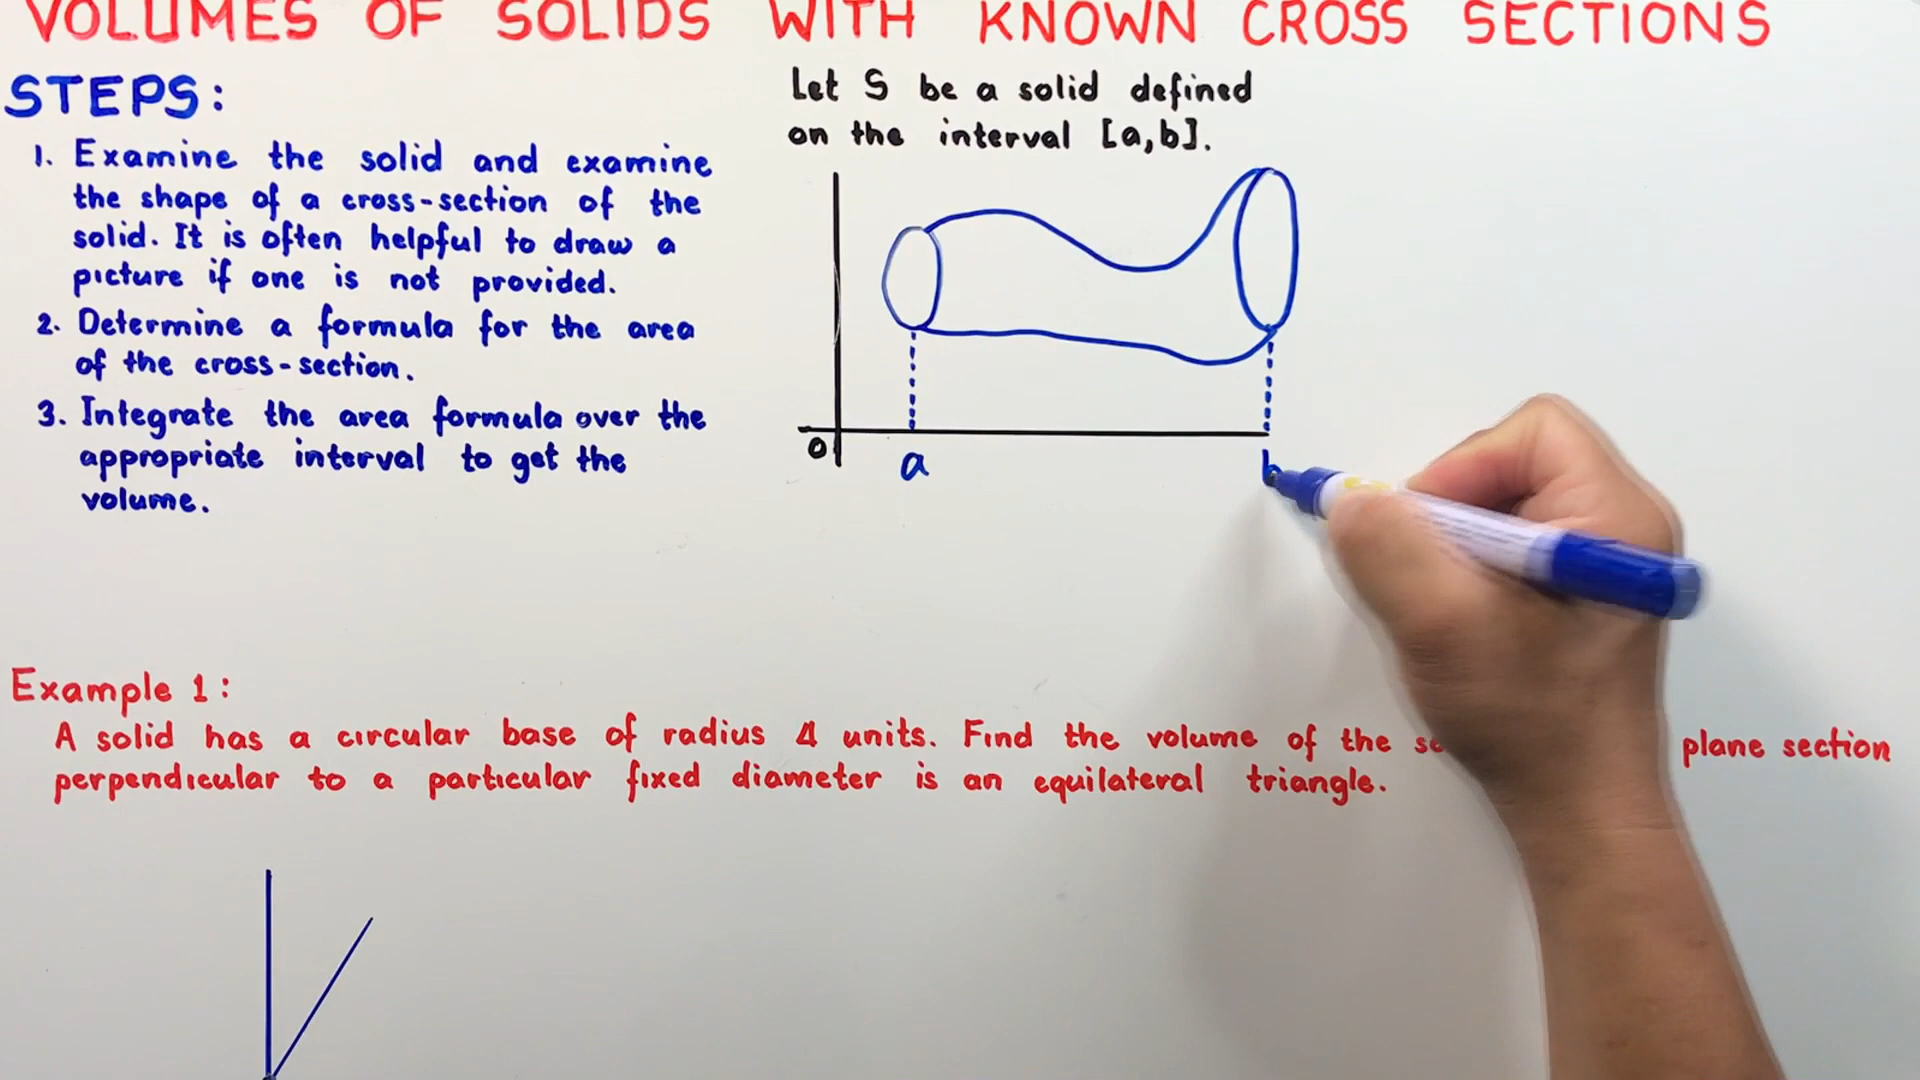 VOLUMES OF SOLIDS WITH KNOWN CROSS SECTIONS
STEPS:
1. Examine the solid and examine
the shape of a cross-section of the
solid. It is often helpful to draw a
picture if one is not provided.
2. Determine a formula for the area
of the cross-section.
3. Integrate the area formula over the
appropriate interval to get the
volume.
Let S be a solid defined
on the interval [a,b].
0
a
b
Example 1:
A solid has a circular base of radius 4 units. Find the volume of the plane section
perpendicular to a particular fixed diameter is an equilateral triangle.